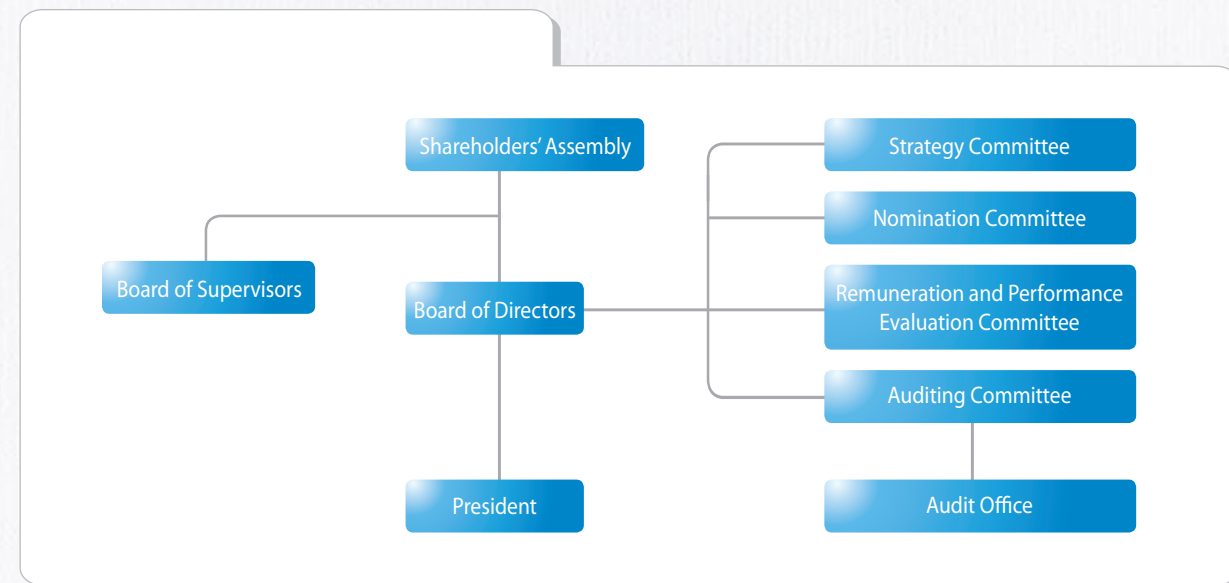 Shareholders' Assembly
Strategy Committee
Nomination Committee
Board of Supervisors
Board of Directors
Remuneration and Performance
Evaluation Committee
Auditing Committee
President
Audit Office